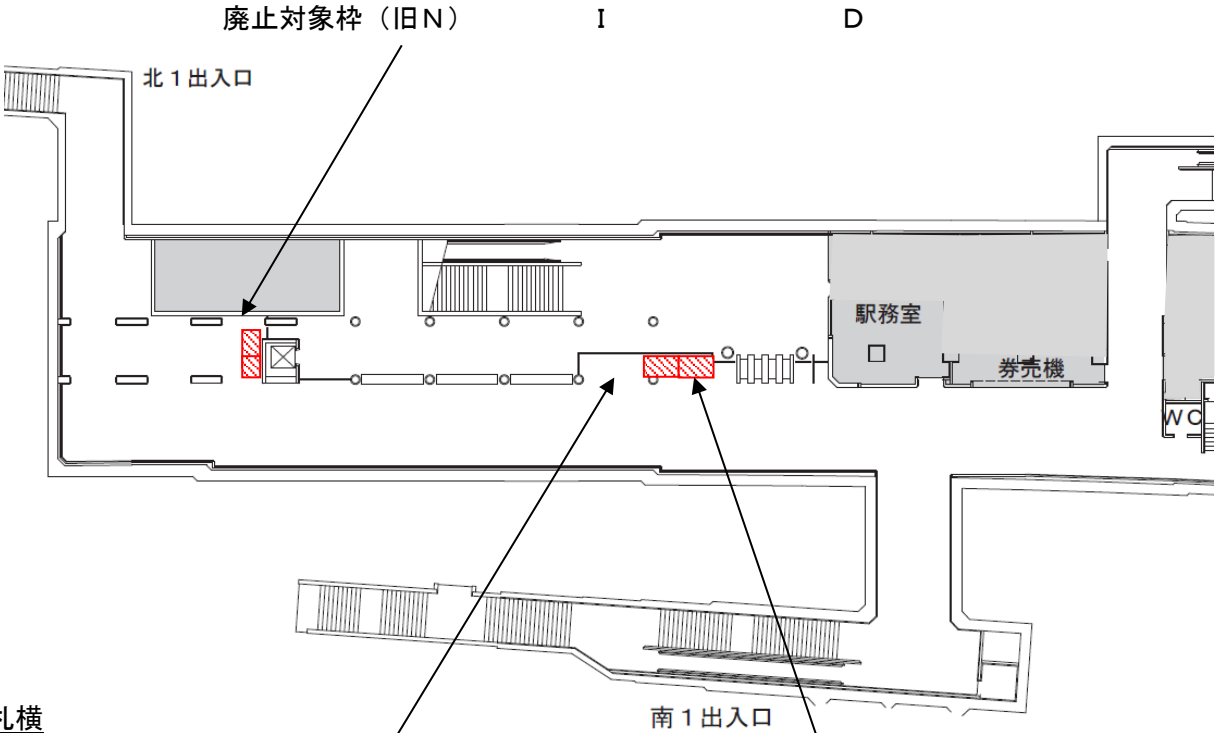 廃止対象枠（旧Ｎ） Ｉ Ｄ
北１出入口
駅務室
券売機
ＷＣ
南１出入口
札横